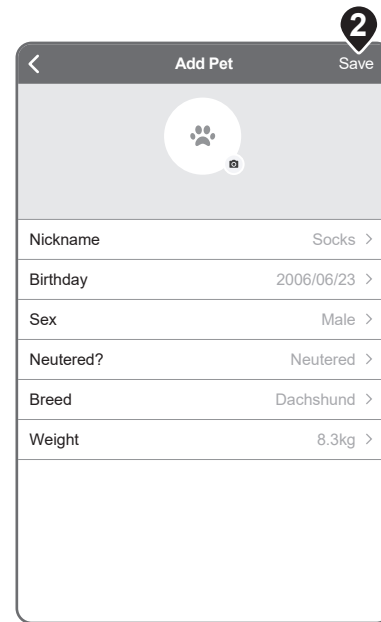 2
Add Pet Save
Nickname Socks
Birthday 2006/06/23
Sex Male
Neutered? Neutered
Breed Dachshund
Weight 8.3kg